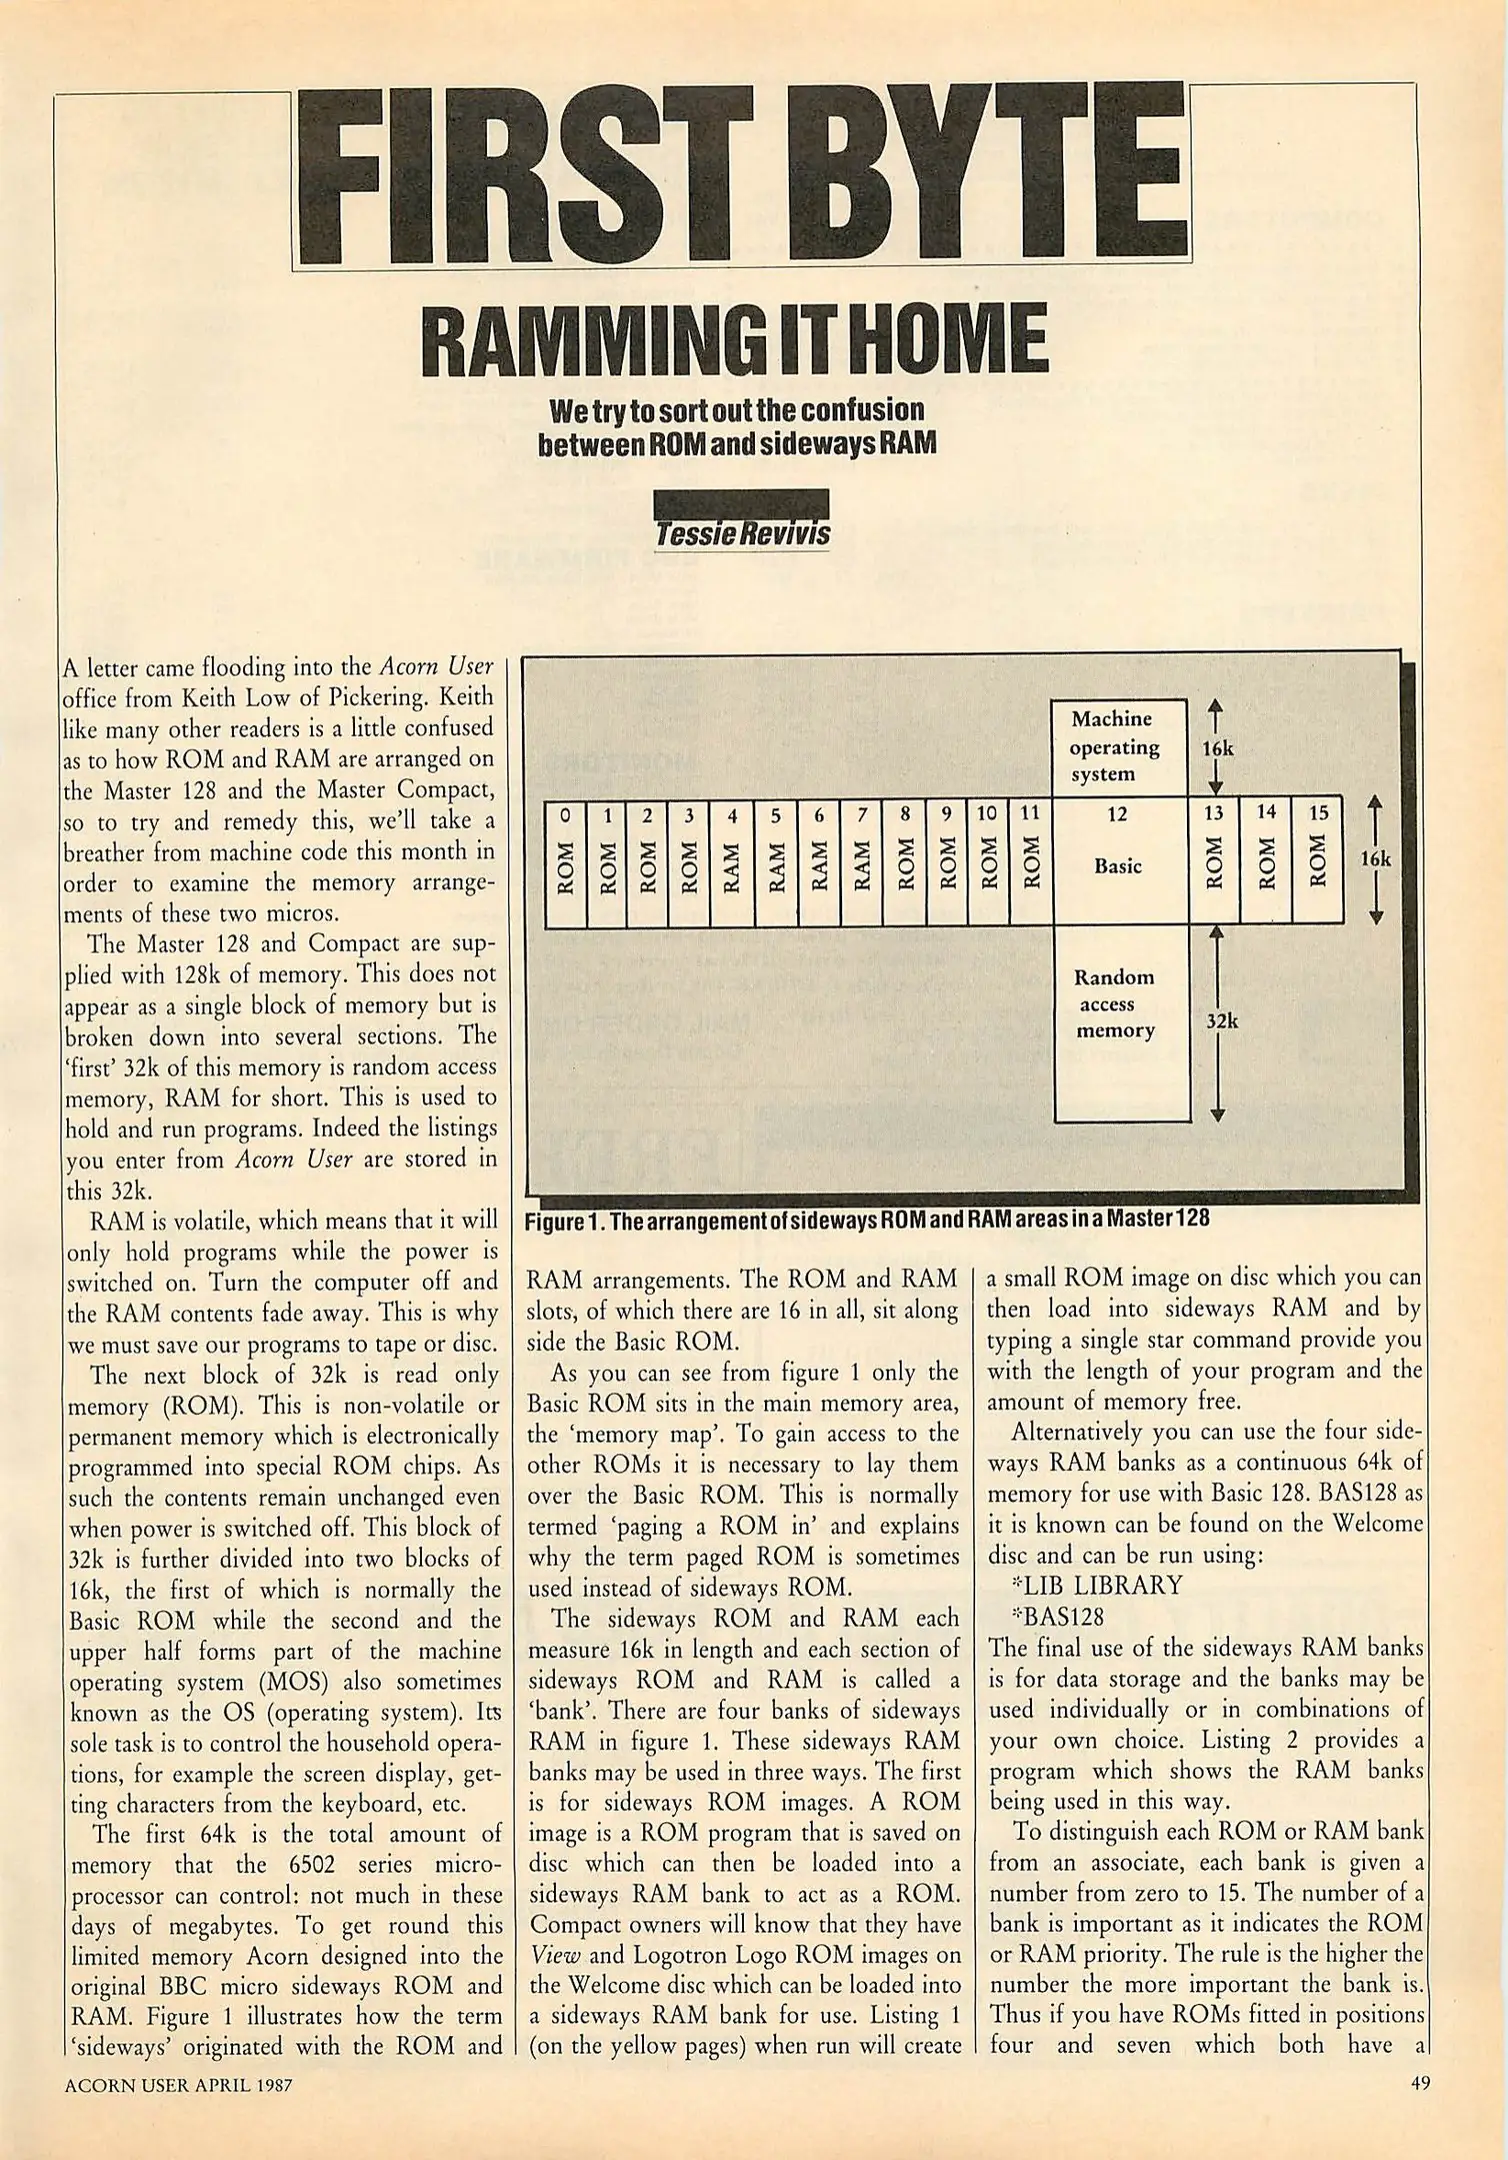 FIRST BYTE
RAMMING IT HOME
We try to sort out the confusion
between ROM and sideways RAM
Tessie Revivis
A letter came flooding into the Acorn User
office from Keith Low of Pickering. Keith
like many other readers is a little confused
as to how ROM and RAM are arranged on
the Master 128 and the Master Compact,
so to try and remedy this, we'll take a
breather from machine code this month in
order to examine the memory arrange-
ments of these two micros.
The Master 128 and Compact are sup-
plied with 128k of memory. This does not
appear as a single block of memory but is
broken down into several sections. The
'first' 32k of this memory is random access
memory, RAM for short. This is used to
hold and run programs. Indeed the listings
you enter from Acorn User are stored in
this 32k.
RAM is volatile, which means that it will
only hold programs while the power is
switched on. Turn the computer off and
the RAM contents fade away. This is why
we must save our programs to tape or disc.
The next block of 32k is read only
memory (ROM). This is non-volatile or
permanent memory which is electronically
programmed into special ROM chips. As
such the contents remain unchanged even
when power is switched off. This block of
32k is further divided into two blocks of
16k, the first of which is normally the
Basic ROM while the second and the
upper half forms part of the machine
operating system (MOS) also sometimes
known as the OS (operating system). Its
sole task is to control the household opera-
tions, for example the screen display, get-
ting characters from the keyboard, etc.
The first 64k is the total amount of
memory that the 6502 series micro-
processor can control: not much in these
days of megabytes. To get round this
limited memory Acorn designed into the
original BBC micro sideways ROM and
RAM. Figure 1 illustrates how the term
'sideways' originated with the ROM and
Machine
operating
system
16k
0 1 2 3 4 5 6 7 8 9 10 11 12 13 14 15
ROM ROM ROM ROM RAM RAM RAM RAM ROM ROM ROM ROM Basic ROM ROM ROM
16k
Random
access
memory
32k
Figure 1. The arrangement of sideways ROM and RAM areas in a Master 128
RAM arrangements. The ROM and RAM
slots, of which there are 16 in all, sit along
side the Basic ROM.
As you can see from figure 1 only the
Basic ROM sits in the main memory area,
the 'memory map'. To gain access to the
other ROMs it is necessary to lay them
over the Basic ROM. This is normally
termed 'paging a ROM in' and explains
why the term paged ROM is sometimes
used instead of sideways ROM.
The sideways ROM and RAM each
measure 16k in length and each section of
sideways ROM and RAM is called a
'bank'. There are four banks of sideways
RAM in figure 1. These sideways RAM
banks may be used in three ways. The first
is for sideways ROM images. A ROM
image is a ROM program that is saved on
disc which can then be loaded into a
sideways RAM bank to act as a ROM.
Compact owners will know that they have
View and Logotron Logo ROM images on
the Welcome disc which can be loaded into
a sideways RAM bank for use. Listing 1
(on the yellow pages) when run will create
a small ROM image on disc which you can
then load into sideways RAM and by
typing a single star command provide you
with the length of your program and the
amount of memory free.
Alternatively you can use the four side-
ways RAM banks as a continuous 64k of
memory for use with Basic 128. BAS128 as
it is known can be found on the Welcome
disc and can be run using:
*LIB LIBRARY
*BAS128
The final use of the sideways RAM banks
is for data storage and the banks may be
used individually or in combinations of
your own choice. Listing 2 provides a
program which shows the RAM banks
being used in this way.
To distinguish each ROM or RAM bank
from an associate, each bank is given a
number from zero to 15. The number of a
bank is important as it indicates the ROM
or RAM priority. The rule is the higher the
number the more important the bank is.
Thus if you have ROMs fitted in positions
four and seven which both have a
ACORN USER APRIL 1987
49